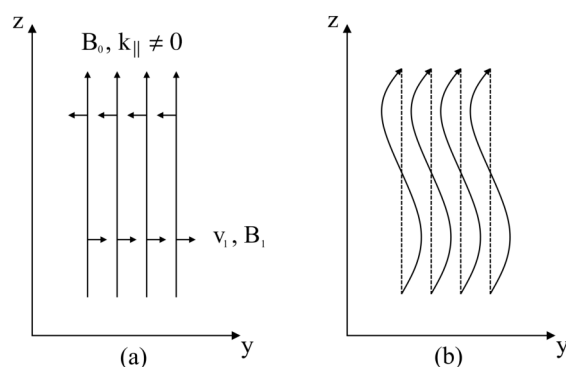 z
B₀, k∥ ≠ 0
v₁, B₁
y
(a)
z
y
(b)